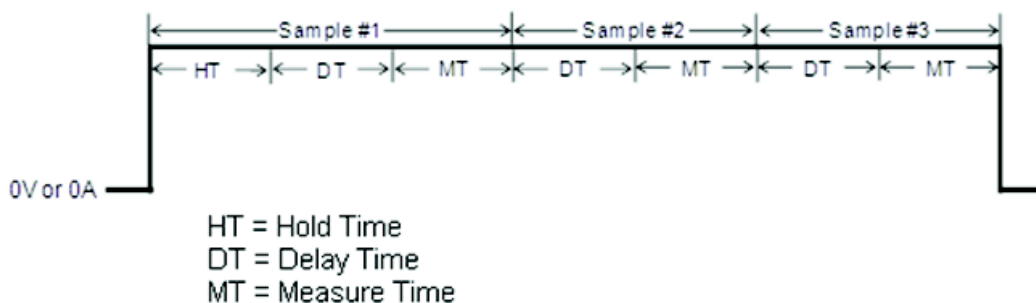 Sample #1 Sample #2 Sample #3
HT DT MT DT MT DT MT
0V or 0A
HT = Hold Time
DT = Delay Time
MT = Measure Time